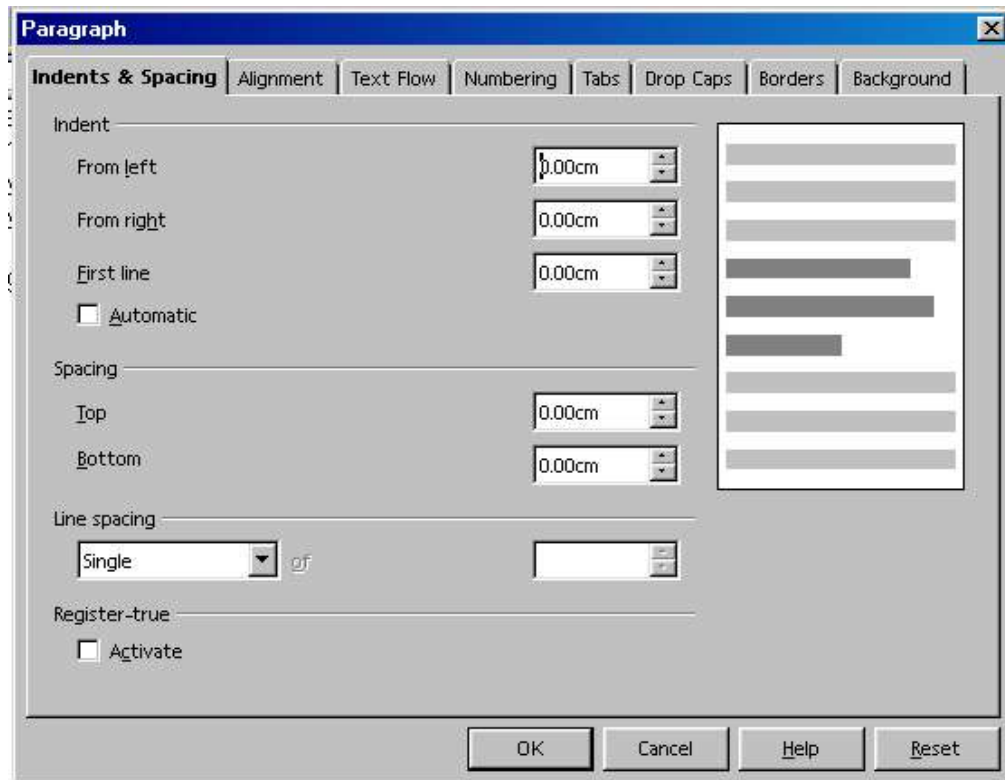 Paragraph
Indents & Spacing Alignment Text Flow Numbering Tabs Drop Caps Borders Background
Indent
From left 0.00cm
From right 0.00cm
First line 0.00cm
Automatic
Spacing
Top 0.00cm
Bottom 0.00cm
Line spacing
Single of
Register-true
Activate
OK Cancel Help Reset